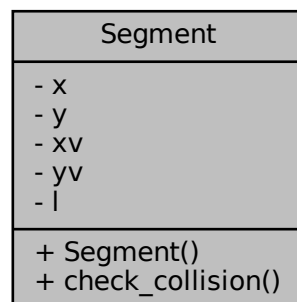 Segment
- x
- y
- xv
- yv
- l
+ Segment()
+ check_collision()